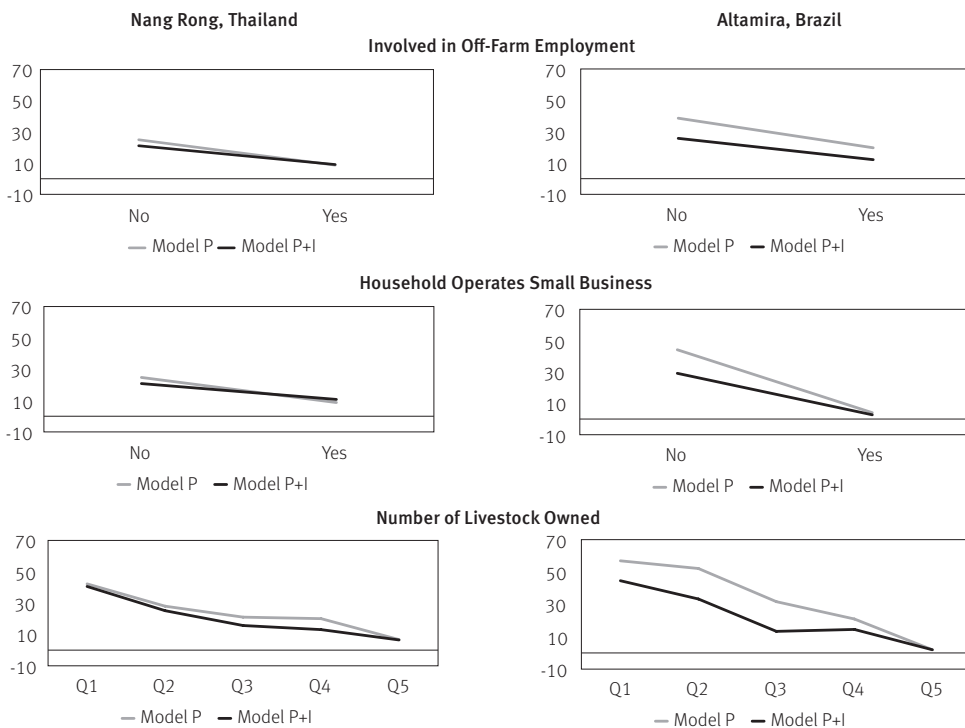 Nang Rong, Thailand
Altamira, Brazil
Involved in Off-Farm Employment
70
50
30
10
-10
No
Yes
Model P
Model P+I
70
50
30
10
-10
No
Yes
Model P
Model P+I
Household Operates Small Business
70
50
30
10
-10
No
Yes
Model P
Model P+I
70
50
30
10
-10
No
Yes
Model P
Model P+I
Number of Livestock Owned
70
50
30
10
-10
Q1
Q2
Q3
Q4
Q5
Model P
Model P+I
70
50
30
10
-10
Q1
Q2
Q3
Q4
Q5
Model P
Model P+I